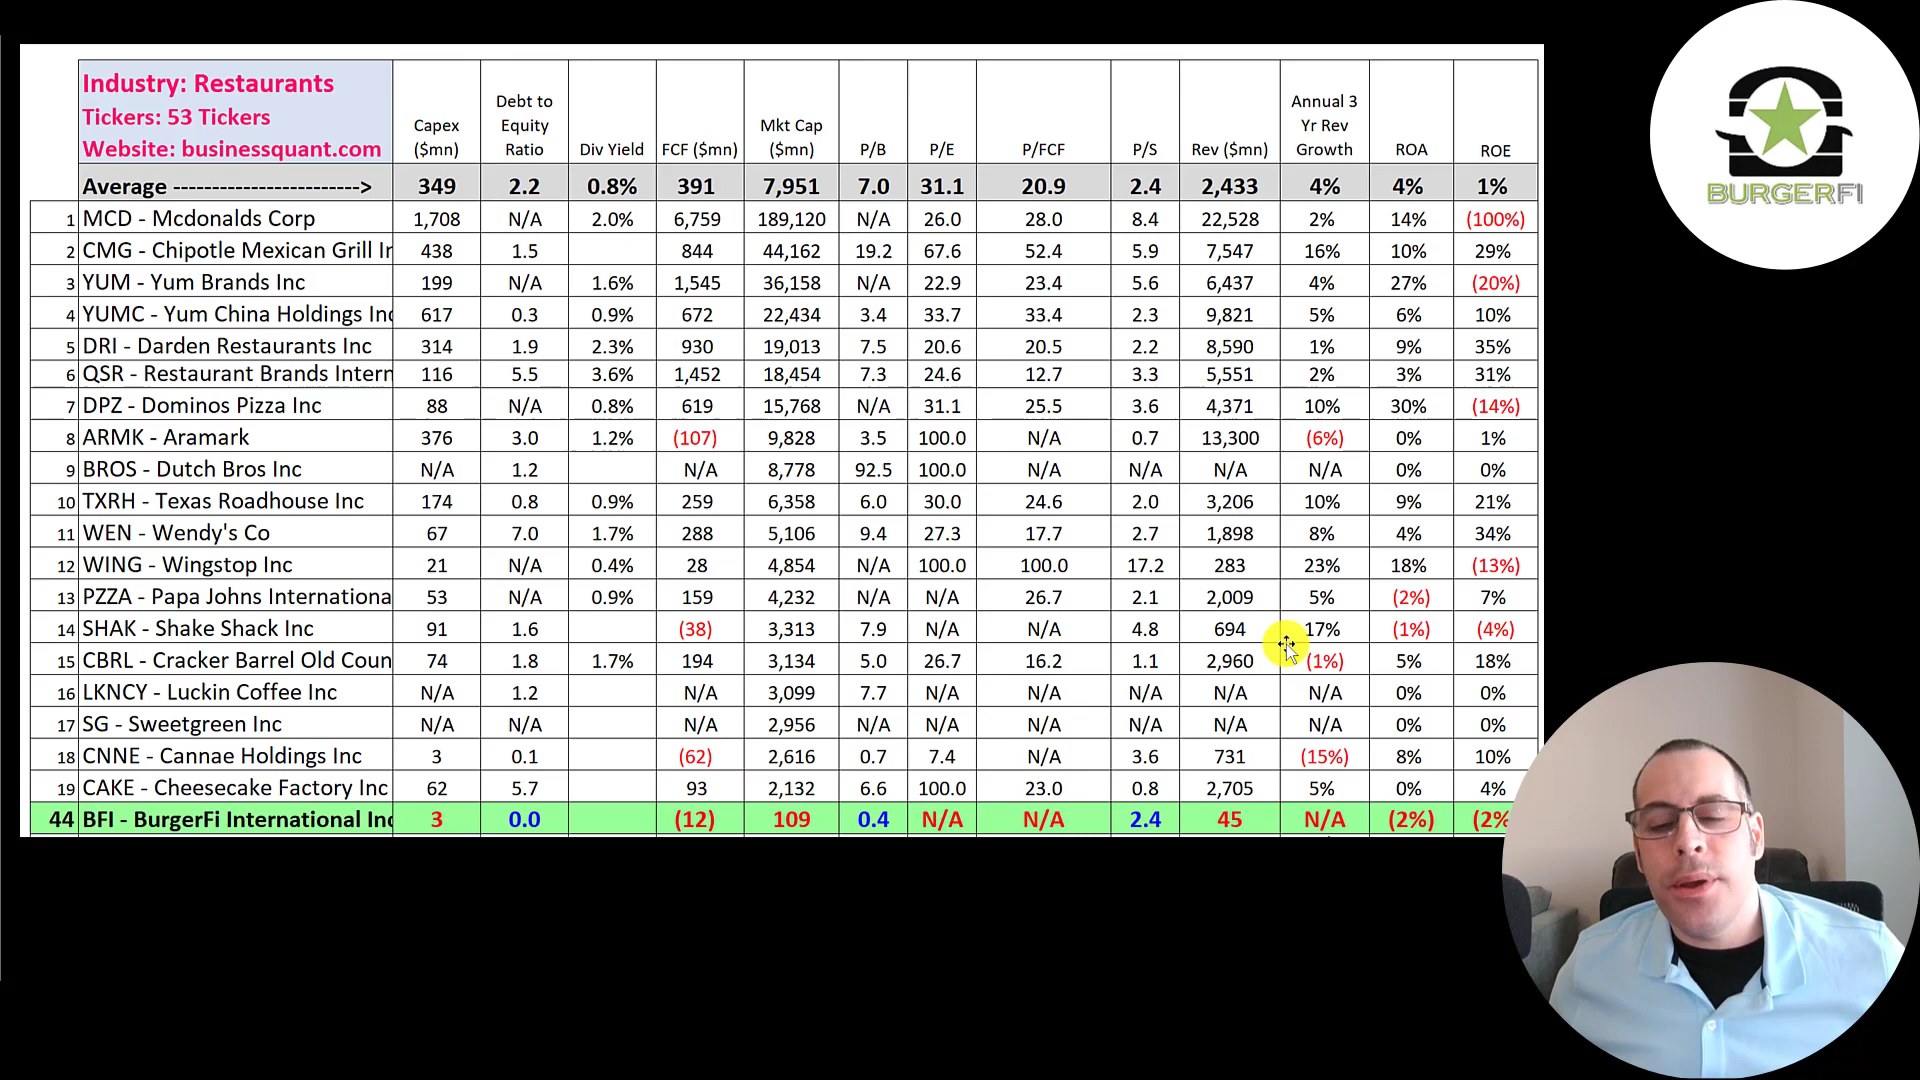 Industry: Restaurants
Tickers: 53 Tickers
Website: businessquant.com
Capex ($mn) Debt to Equity Ratio Div Yield FCF ($mn) Mkt Cap ($mn) P/B P/E P/FCF P/S Rev ($mn) Annual 3 Yr Rev Growth ROA ROE
Average -----------------------> 349 2.2 0.8% 391 7,951 7.0 31.1 20.9 2.4 2,433 4% 4% 1%
1 MCD - Mcdonalds Corp 1,708 N/A 2.0% 6,759 189,120 N/A 26.0 28.0 8.4 22,528 2% 14% (100%)
2 CMG - Chipotle Mexican Grill Ir 438 1.5 844 44,162 19.2 67.6 52.4 5.9 7,547 16% 10% 29%
3 YUM - Yum Brands Inc 199 N/A 1.6% 1,545 36,158 N/A 22.9 23.4 5.6 6,437 4% 27% (20%)
4 YUMC - Yum China Holdings Inc 617 0.3 0.9% 672 22,434 3.4 33.7 33.4 2.3 9,821 5% 6% 10%
5 DRI - Darden Restaurants Inc 314 1.9 2.3% 930 19,013 7.5 20.6 20.5 2.2 8,590 1% 9% 35%
6 QSR - Restaurant Brands Intern 116 5.5 3.6% 1,452 18,454 7.3 24.6 12.7 3.3 5,551 2% 3% 31%
7 DPZ - Dominos Pizza Inc 88 N/A 0.8% 619 15,768 N/A 31.1 25.5 3.6 4,371 10% 30% (14%)
8 ARMK - Aramark 376 3.0 1.2% (107) 9,828 3.5 100.0 N/A 0.7 13,300 (6%) 0% 1%
9 BROS - Dutch Bros Inc N/A 1.2 N/A 8,778 92.5 100.0 N/A N/A N/A N/A 0% 0%
10 TXRH - Texas Roadhouse Inc 174 0.8 0.9% 259 6,358 6.0 30.0 24.6 2.0 3,206 10% 9% 21%
11 WEN - Wendy's Co 67 7.0 1.7% 288 5,106 9.4 27.3 17.7 2.7 1,898 8% 4% 34%
12 WING - Wingstop Inc 21 N/A 0.4% 28 4,854 N/A 100.0 100.0 17.2 283 23% 18% (13%)
13 PZZA - Papa Johns Internationa 53 N/A 0.9% 159 4,232 N/A N/A 26.7 2.1 2,009 5% (2%) 7%
14 SHAK - Shake Shack Inc 91 1.6 (38) 3,313 7.9 N/A N/A 4.8 694 17% (1%) (4%)
15 CBRL - Cracker Barrel Old Coun 74 1.8 1.7% 194 3,134 5.0 26.7 16.2 1.1 2,960 (1%) 5% 18%
16 LKNCY - Luckin Coffee Inc N/A 1.2 N/A 3,099 7.7 N/A N/A N/A N/A N/A 0% 0%
17 SG - Sweetgreen Inc N/A N/A N/A 2,956 N/A N/A N/A N/A N/A N/A 0% 0%
18 CNNE - Cannae Holdings Inc 3 0.1 (62) 2,616 0.7 7.4 N/A 3.6 731 (15%) 8% 10%
19 CAKE - Cheesecake Factory Inc 62 5.7 93 2,132 6.6 100.0 23.0 0.8 2,705 5% 0% 4%
44 BFI - BurgerFi International Inc 3 0.0 (12) 109 0.4 N/A N/A 2.4 45 N/A (2%) (2%
BURGERFI